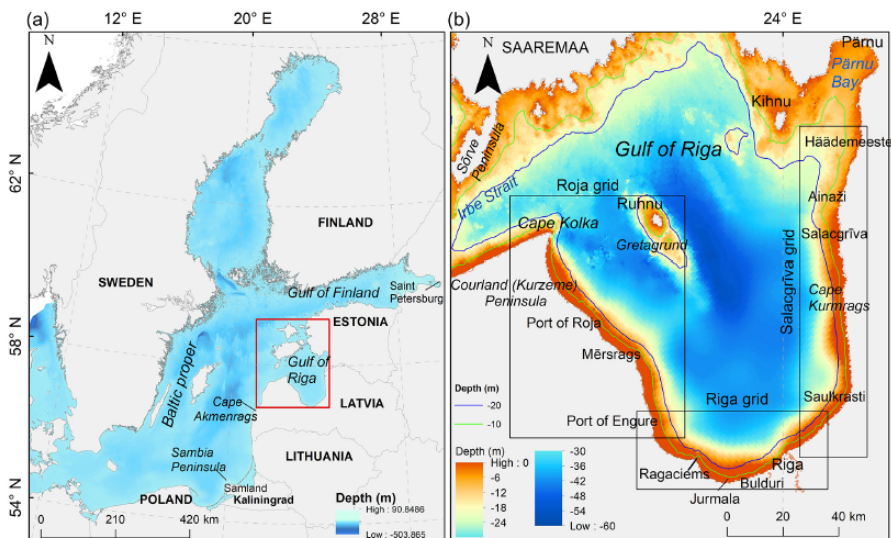 (a)
12° E
20° E
28° E
N
62° N
58° N
54° N
FINLAND
SWEDEN
Saint
Petersburg
Gulf of Finland
ESTONIA
Gulf of
Riga
Baltic proper
Cape
Akmenrags
LATVIA
LITHUANIA
Sambia
Peninsula
Samland
Kaliningrad
POLAND
Depth (m)
High : 90.8486
Low : -503.865
0
210
420 km
(b)
24° E
N
SAAREMAA
Pärnu
Pärnu
Bay
Kihnu
Sõrve
Peninsula
Häädemeeste
Gulf of Riga
Irbe Strait
Roja grid
Ainaži
Ruhnu
Cape Kolka
Salacgrīva
Gretagrund
Salacgrīva grid
Courland (Kurzeme)
Peninsula
Cape
Kurmrags
Port of Roja
Mērsrags
Depth (m)
-20
-10
Riga grid
Saulkrasti
Port of Engure
Depth (m)
High : 0
-6
-12
-18
-24
-30
-36
-42
-48
-54
Low : -60
Ragaciems
Riga
Bulduri
Jurmala
0
20
40 km